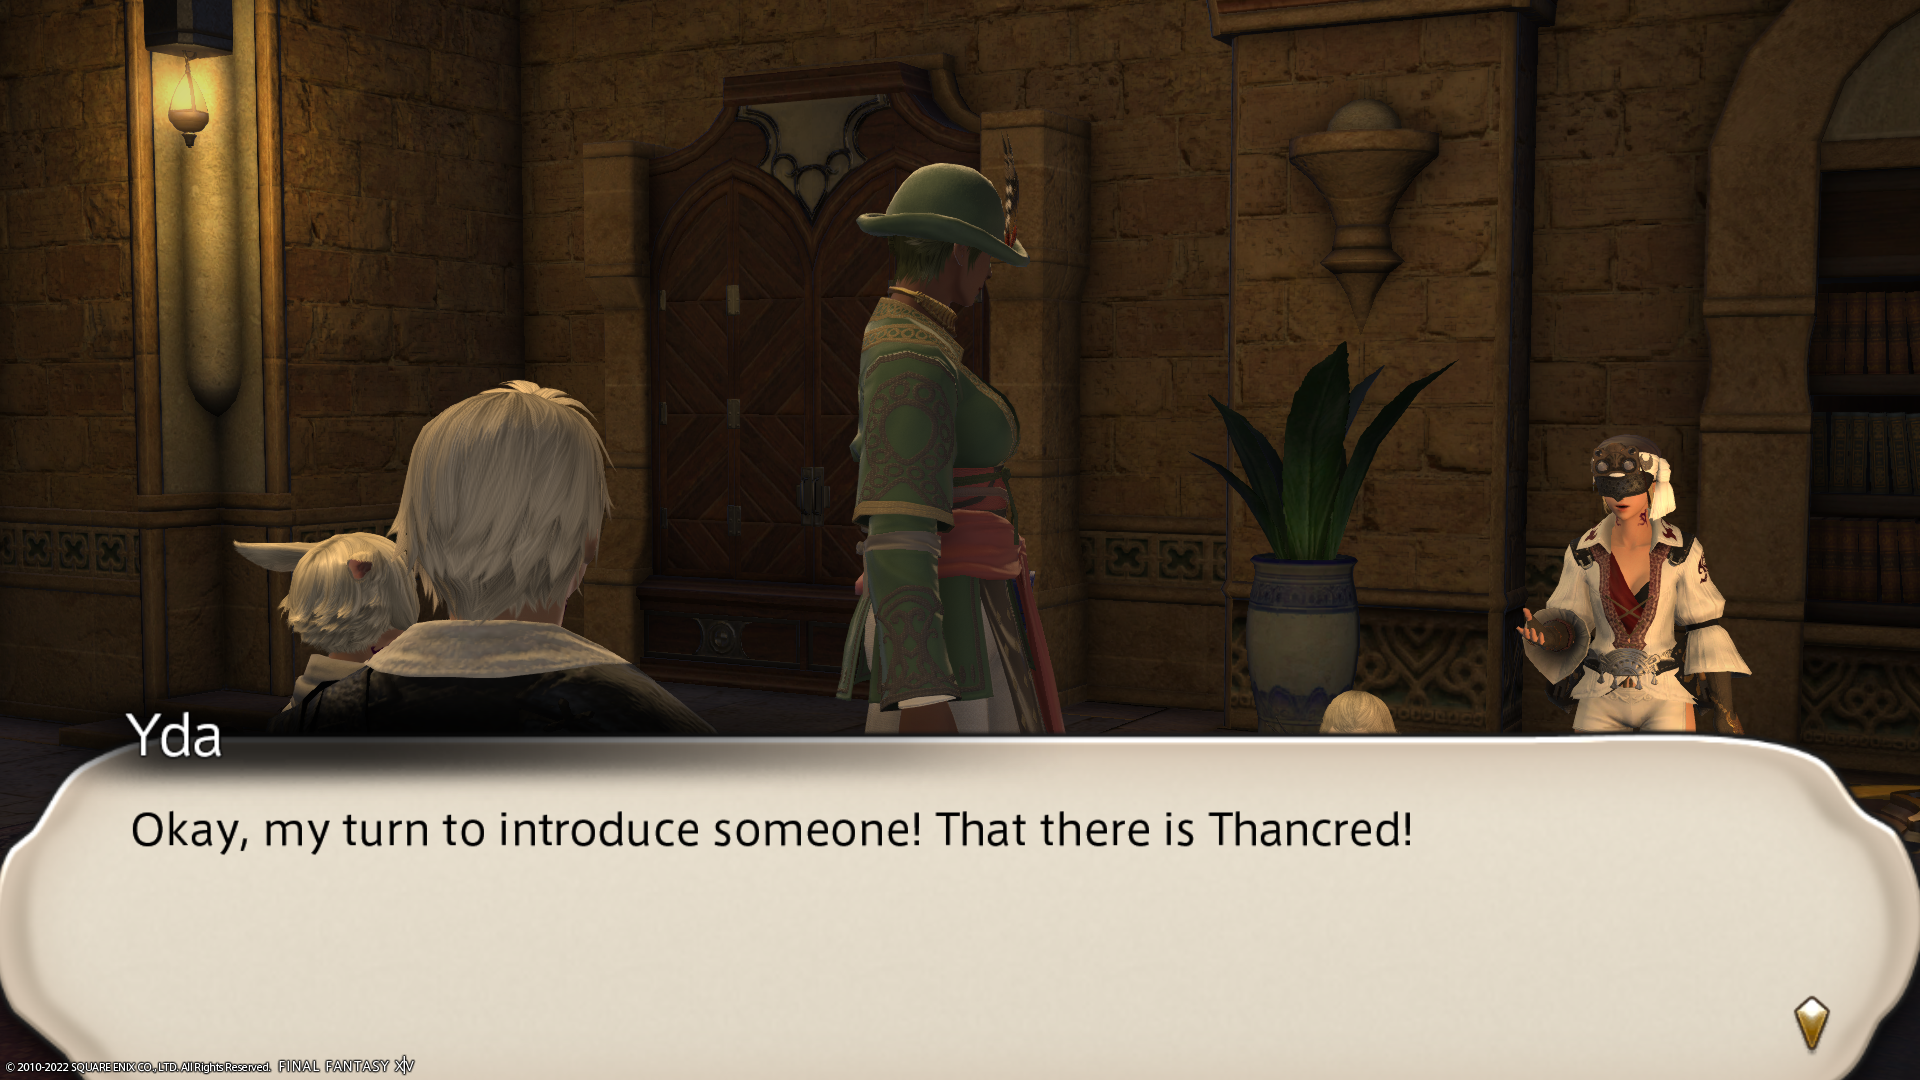 Yda
Okay, my turn to introduce someone! That there is Thancred!
© 2010-2022 SQUARE ENIX CO., LTD. All Rights Reserved. FINAL FANTASY XIV